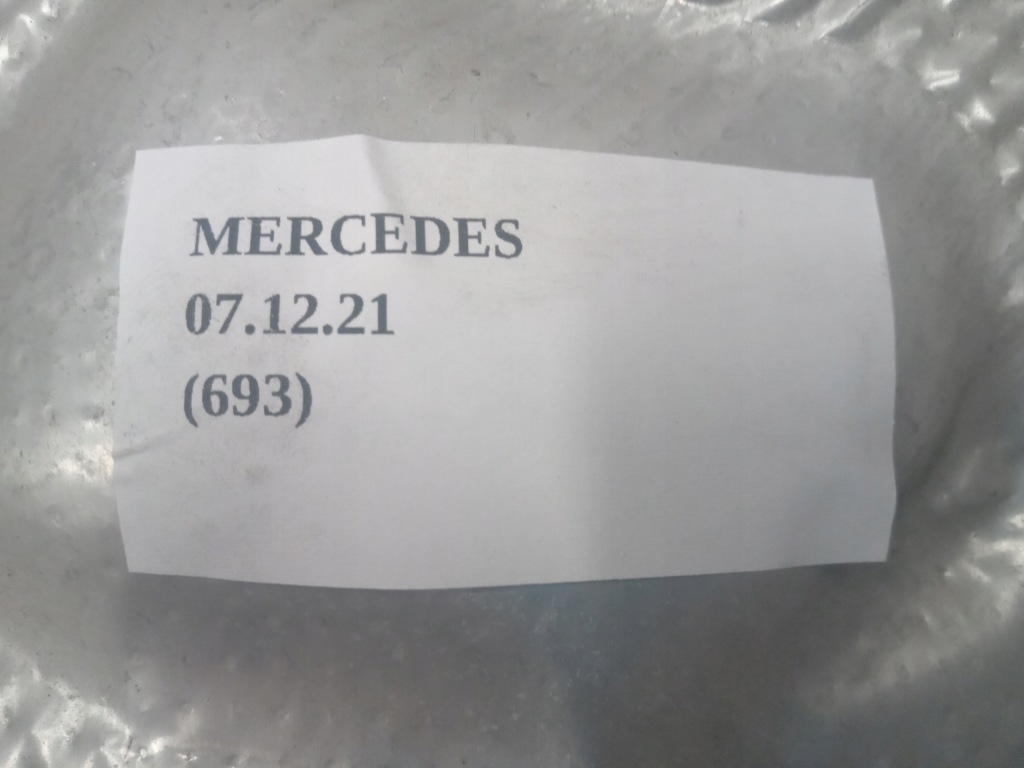 MERCEDES
07.12.21
(693)